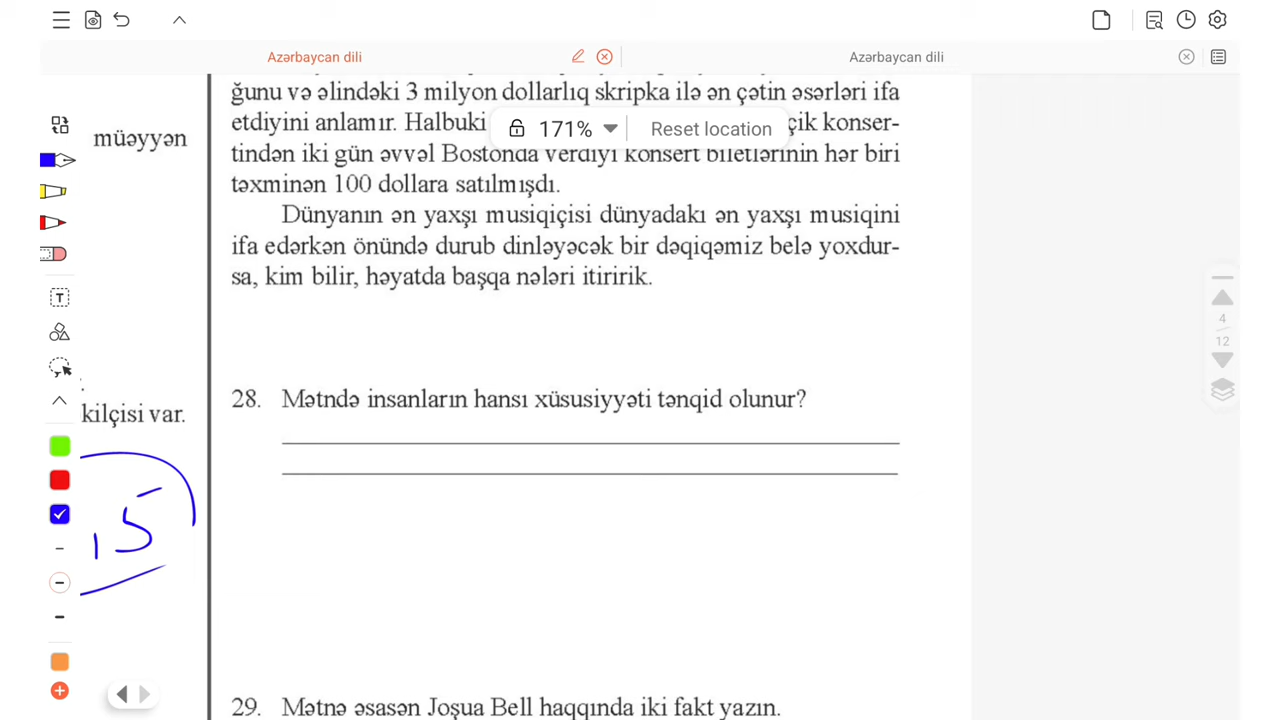 Azərbaycan dili
Azərbaycan dili
ğunu və əlindəki 3 milyon dollarlıq skripka ilə ən çətin əsərləri ifa
etdiyini anlamır. Halbuki çik konser-
171%
Reset location
müəyyən
tindən iki gün əvvəl Bostonda verdiyi konsert biletlərinin hər biri
təxminən 100 dollara satılmışdı.
Dünyanın ən yaxşı musiqiçisi dünyadakı ən yaxşı musiqini
ifa edərkən önündə durub dinləyəcək bir dəqiqəmiz belə yoxdur-
sa, kim bilir, həyatda başqa nələri itiririk.
4
12
28. Mətndə insanların hansı xüsusiyyəti tənqid olunur?
kilçisi var.
15
29. Mətnə əsasən Joşua Bell haqqında iki fakt yazın.